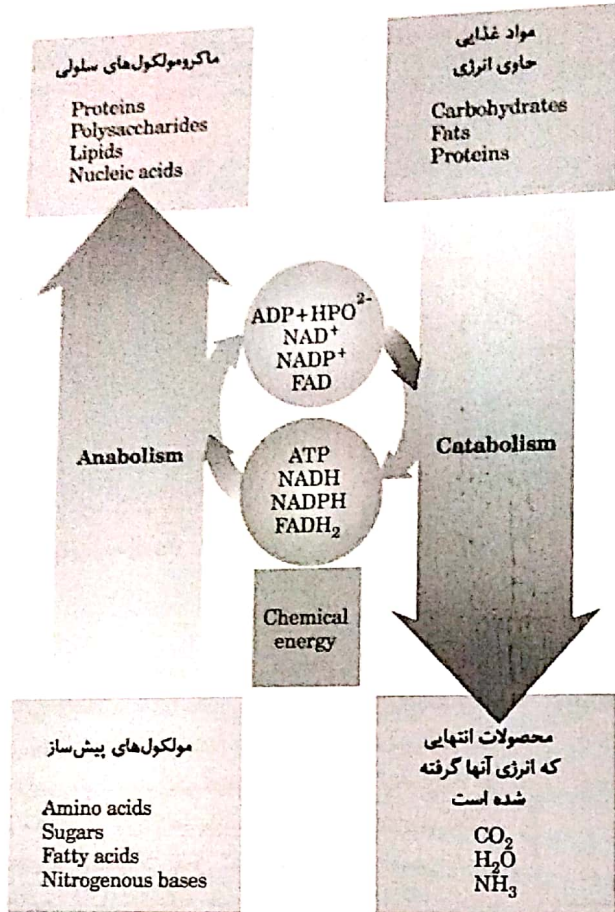 ماکرومولکول‌های سلولی
Proteins
Polysaccharides
Lipids
Nucleic acids
مواد غذایی
حاوی انرژی
Carbohydrates
Fats
Proteins
ADP+HPO²⁻
NAD⁺
NADP⁺
FAD
Anabolism
ATP
NADH
NADPH
FADH₂
Catabolism
Chemical
energy
مولکول‌های پیش‌ساز
Amino acids
Sugars
Fatty acids
Nitrogenous bases
محصولات انتهایی
که انرژی آنها گرفته
شده است
CO₂
H₂O
NH₃